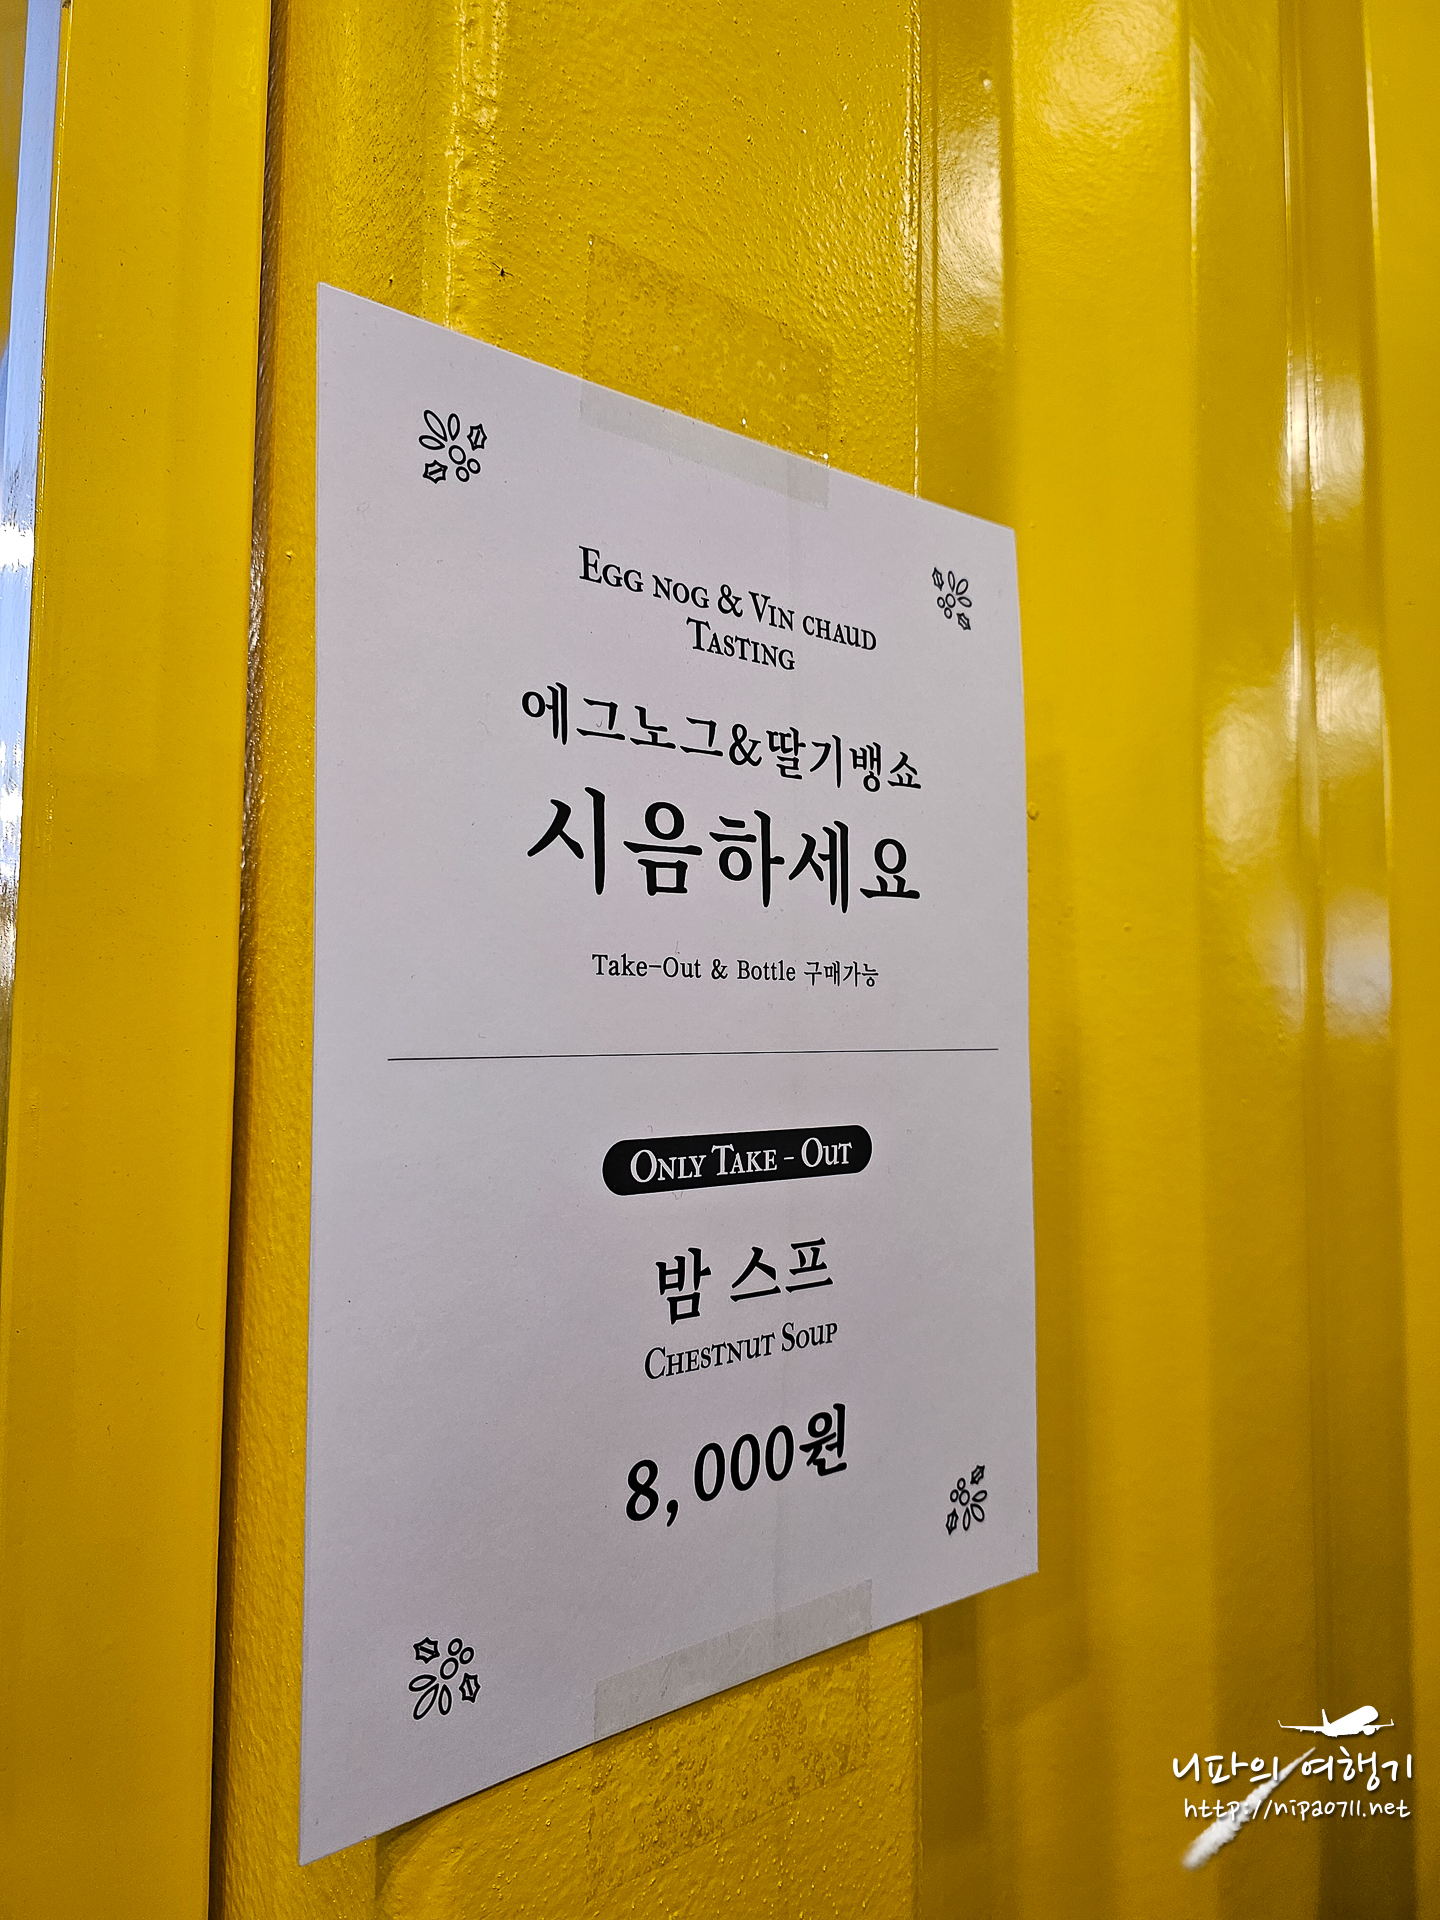 EGG NOG & VIN CHAUD
TASTING
에그노그&딸기뱅쇼
시음하세요
Take-Out & Bottle 구매가능
ONLY TAKE - OUT
밤 스프
CHESTNUT SOUP
8,000원
니파의 여행기
http://nipa0711.net